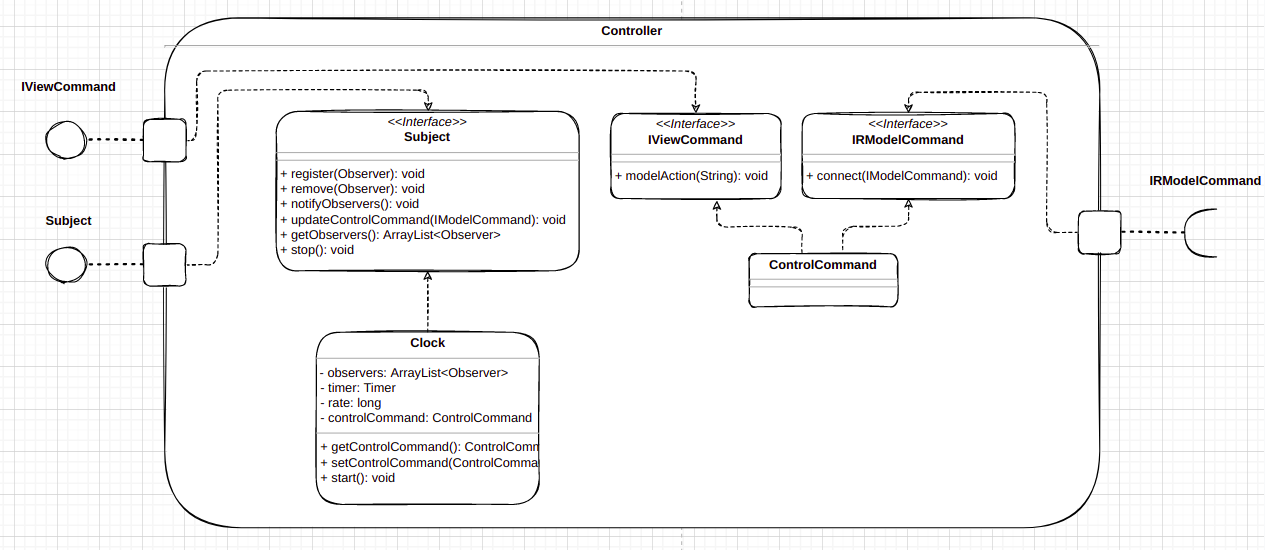 Controller
IViewCommand
Subject
<<Interface>>
Subject
+ register(Observer): void
+ remove(Observer): void
+ notifyObservers(): void
+ updateControlCommand(IModelCommand): void
+ getObservers(): ArrayList<Observer>
+ stop(): void
<<Interface>>
IViewCommand
+ modelAction(String): void
<<Interface>>
IRModelCommand
+ connect(IModelCommand): void
IRModelCommand
ControlCommand
Clock
- observers: ArrayList<Observer>
- timer: Timer
- rate: long
- controlCommand: ControlCommand
+ getControlCommand(): ControlComm
+ setControlCommand(ControlComma
+ start(): void